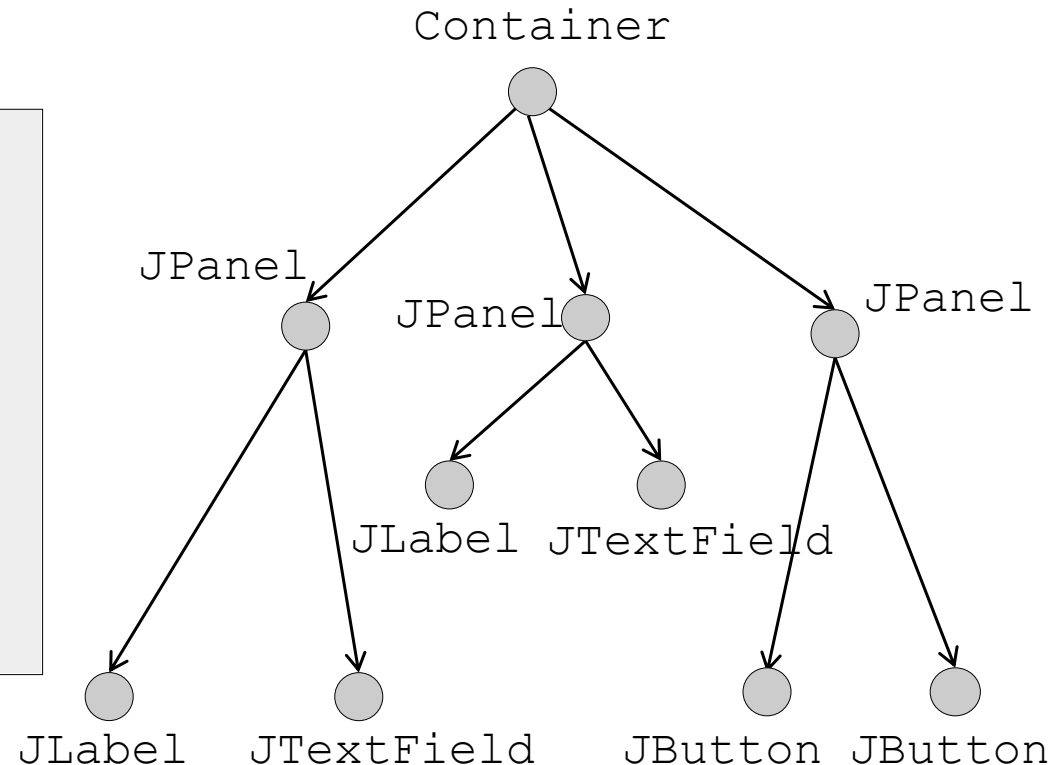 Container
JPanel
JPanel
JPanel
JLabel
JTextField
JLabel
JTextField
JButton
JButton